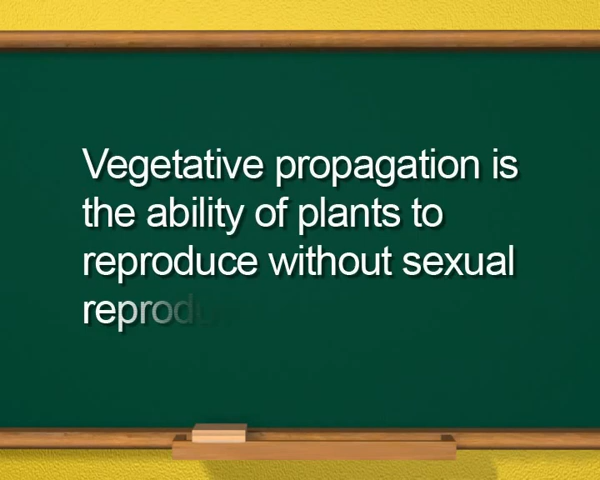 Vegetative propagation is
the ability of plants to
reproduce without sexual
reprod